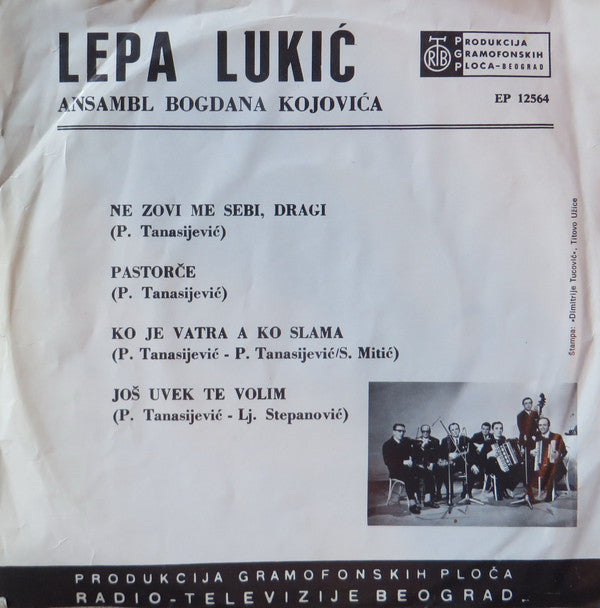 LEPA LUKIĆ
ANSAMBL BOGDANA KOJOVIĆA
RTB
PGP
PRODUKCIJA
GRAMOFONSKIH
PLOČA-BEOGRAD
EP 12564
NE ZOVI ME SEBI, DRAGI
(P. Tanasijević)
PASTORČE
(P. Tanasijević)
KO JE VATRA A KO SLAMA
(P. Tanasijević - P. Tanasijević/S. Mitić)
JOŠ UVEK TE VOLIM
(P. Tanasijević - Lj. Stepanović)
Štampa: »Dimitrije Tucović«, Titovo Užice
PRODUKCIJA GRAMOFONSKIH PLOČA
RADIO-TELEVIZIJE BEOGRAD